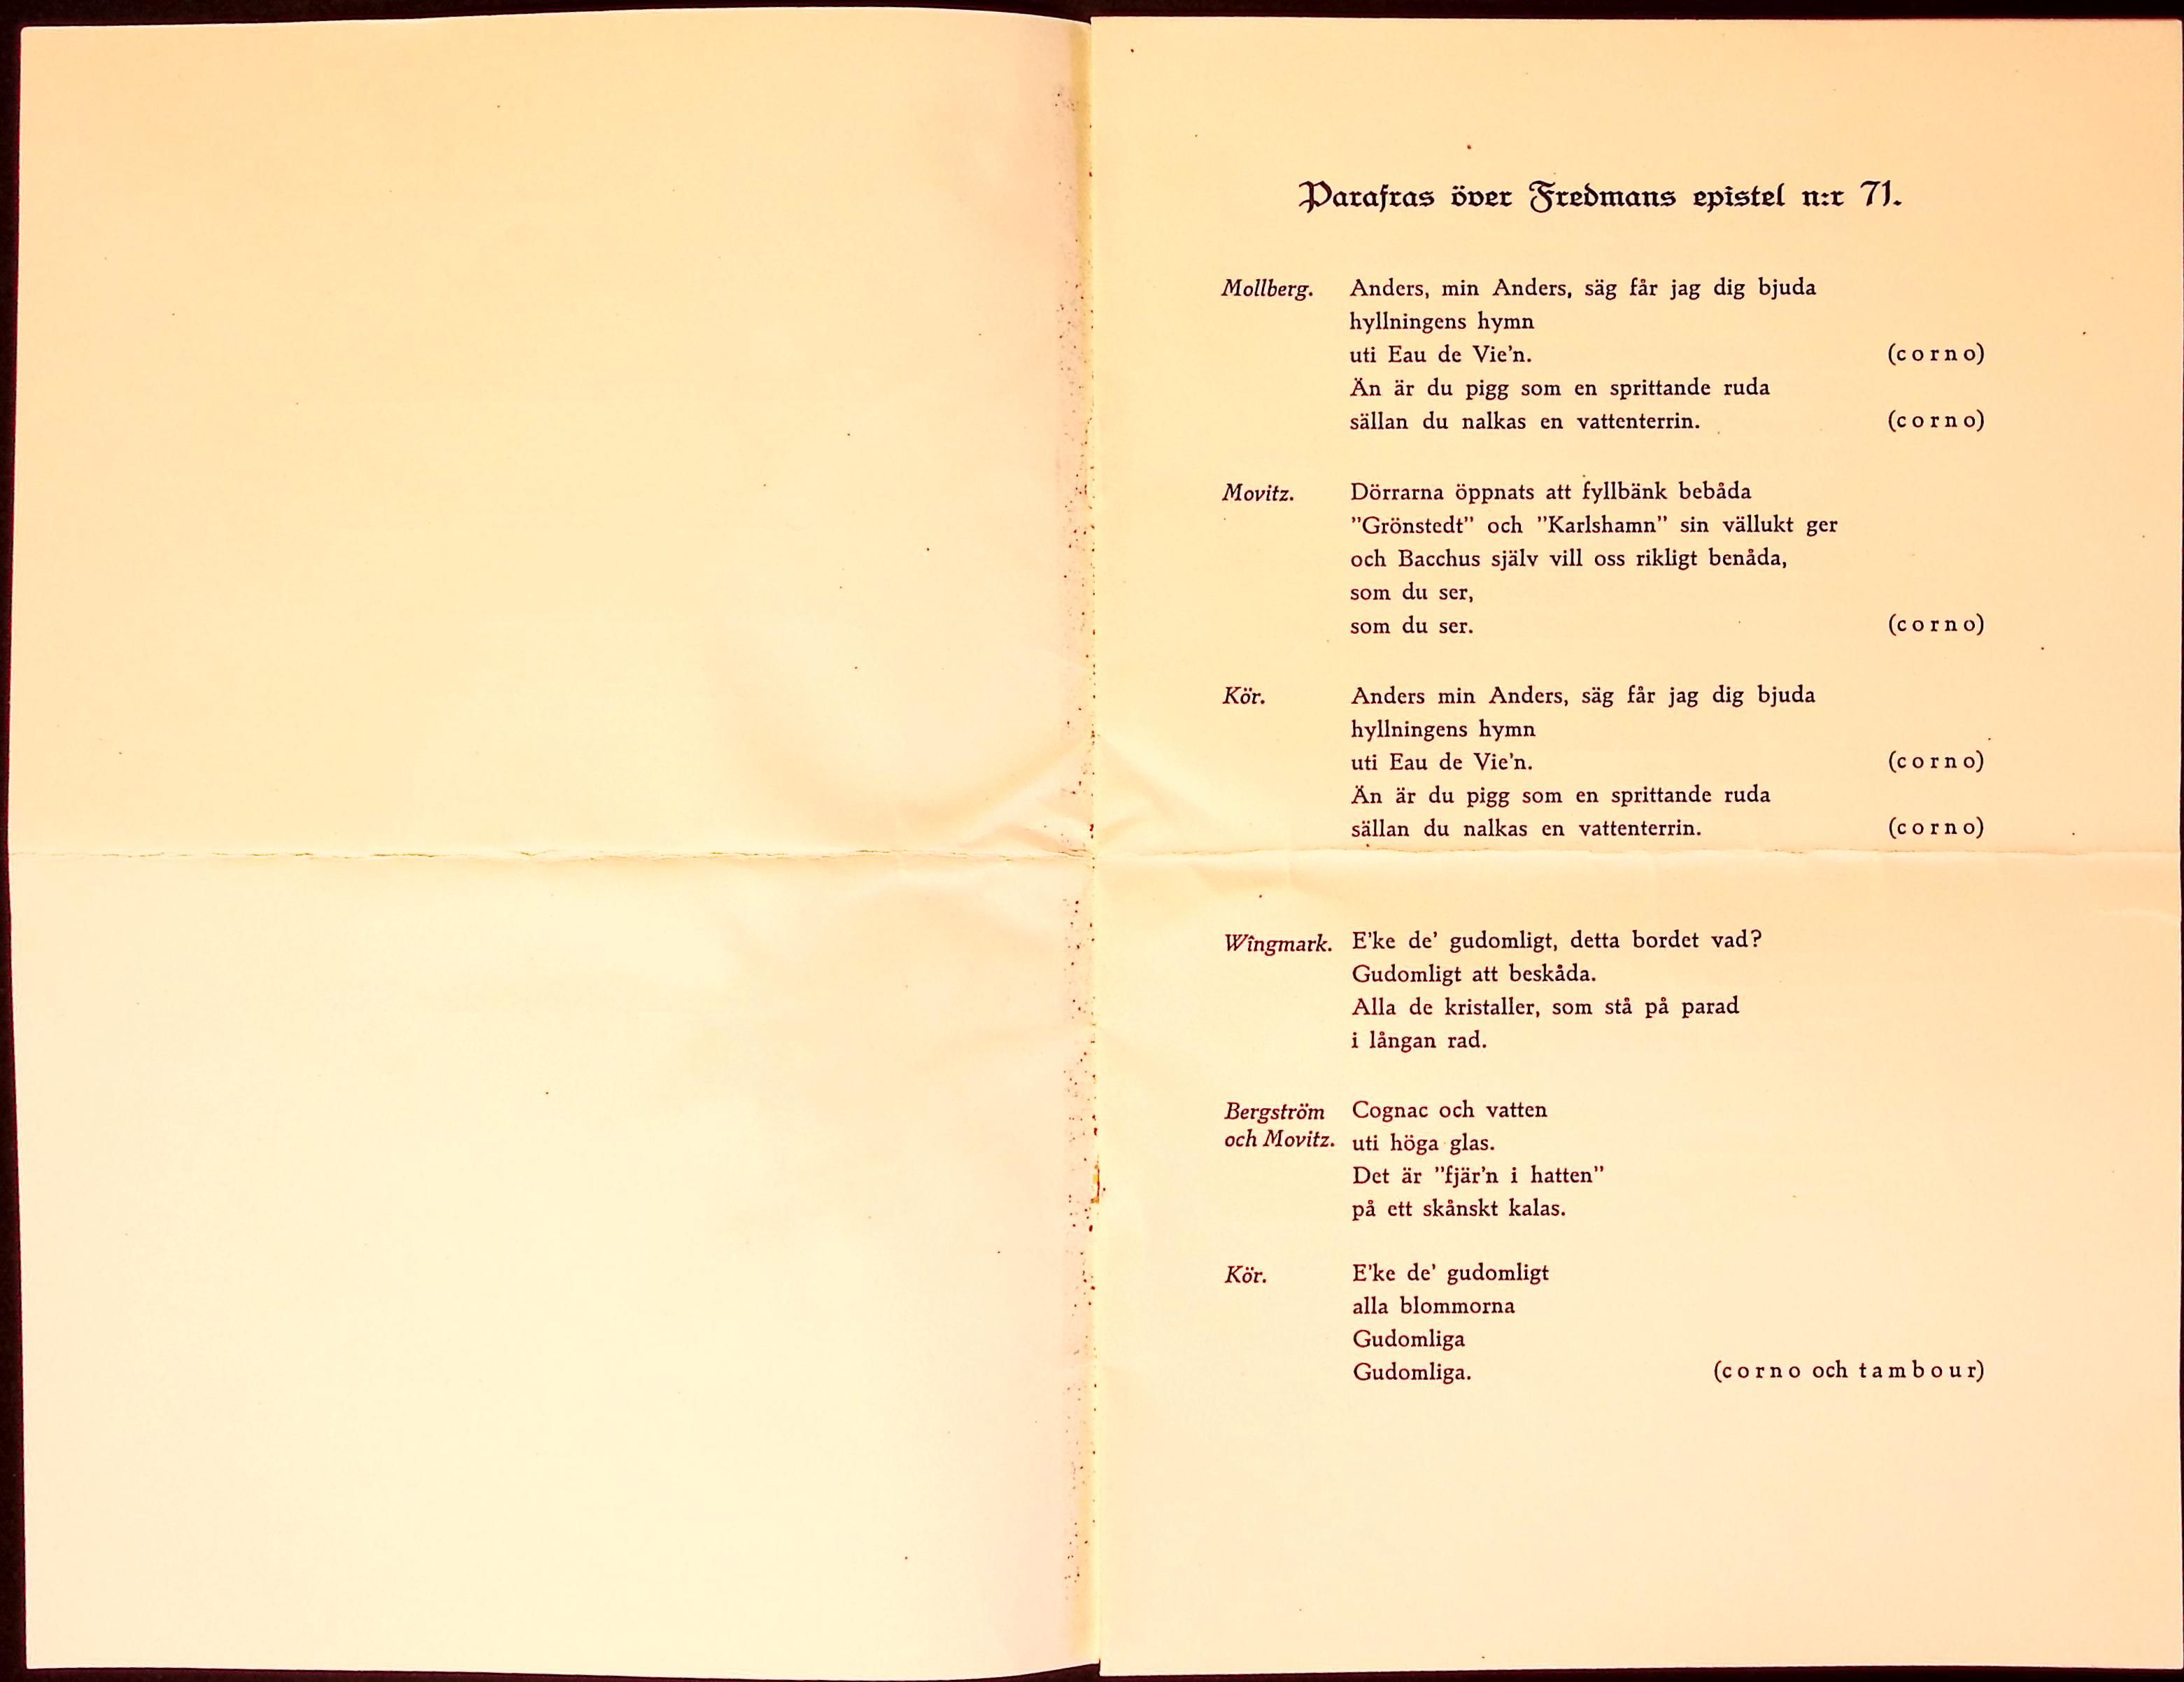 Parafras över Fredmans epistel n:r 71.
Mollberg. Anders, min Anders, säg får jag dig bjuda
hyllningens hymn
uti Eau de Vie'n. (corno)
Än är du pigg som en sprittande ruda
sällan du nalkas en vattenterrin. (corno)
Movitz. Dörrarna öppnats att fyllbänk bebåda
"Grönstedt" och "Karlshamn" sin vällukt ger
och Bacchus själv vill oss rikligt benåda,
som du ser,
som du ser. (corno)
Kör. Anders min Anders, säg får jag dig bjuda
hyllningens hymn
uti Eau de Vie'n. (corno)
Än är du pigg som en sprittande ruda
sällan du nalkas en vattenterrin. (corno)
Wingmark. E'ke de' gudomligt, detta bordet vad?
Gudomligt att beskåda.
Alla de kristaller, som stå på parad
i långan rad.
Bergström Cognac och vatten
och Movitz. uti höga glas.
Det är "fjär'n i hatten"
på ett skånskt kalas.
Kör. E'ke de' gudomligt
alla blommorna
Gudomliga
Gudomliga. (corno och tambour)